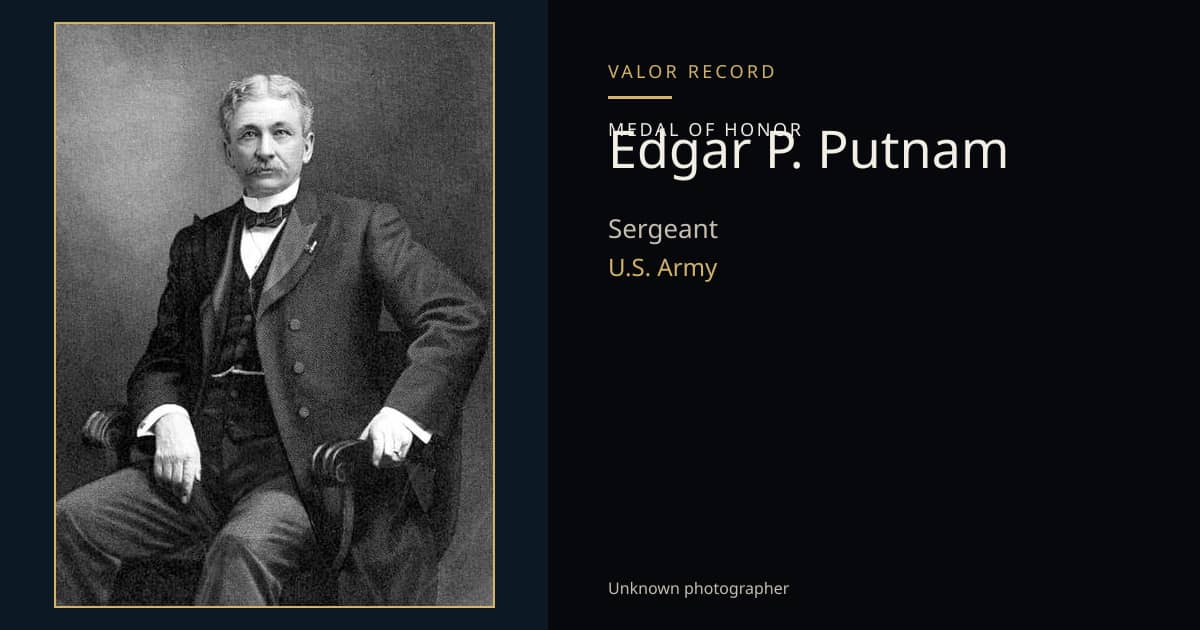 VALOR RECORD
MEDAL OF HONOR
Edgar P. Putnam
Sergeant
U.S. Army
Unknown photographer